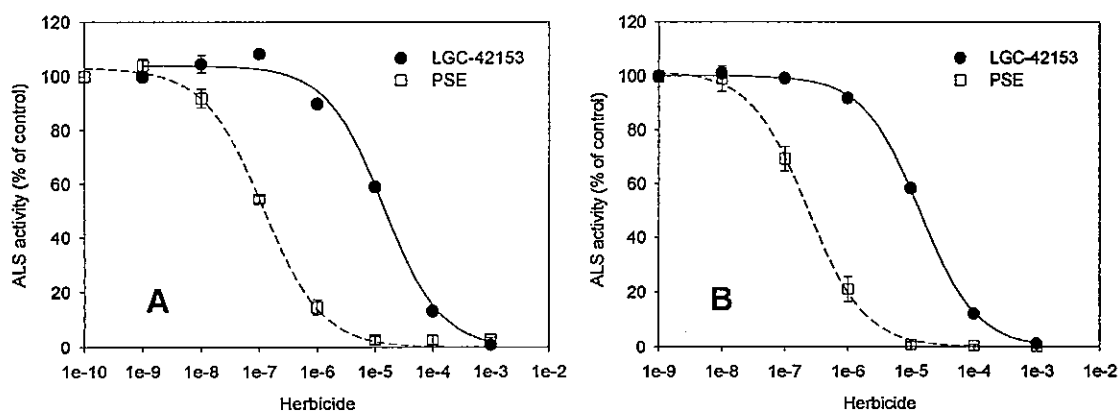 120
100
80
60
40
20
0
ALS activity (% of control)
LGC-42153
PSE
A
1e-10 1e-9 1e-8 1e-7 1e-6 1e-5 1e-4 1e-3 1e-2
Herbicide
120
100
80
60
40
20
0
ALS activity (% of control)
LGC-42153
PSE
B
1e-9 1e-8 1e-7 1e-6 1e-5 1e-4 1e-3 1e-2
Herbicide